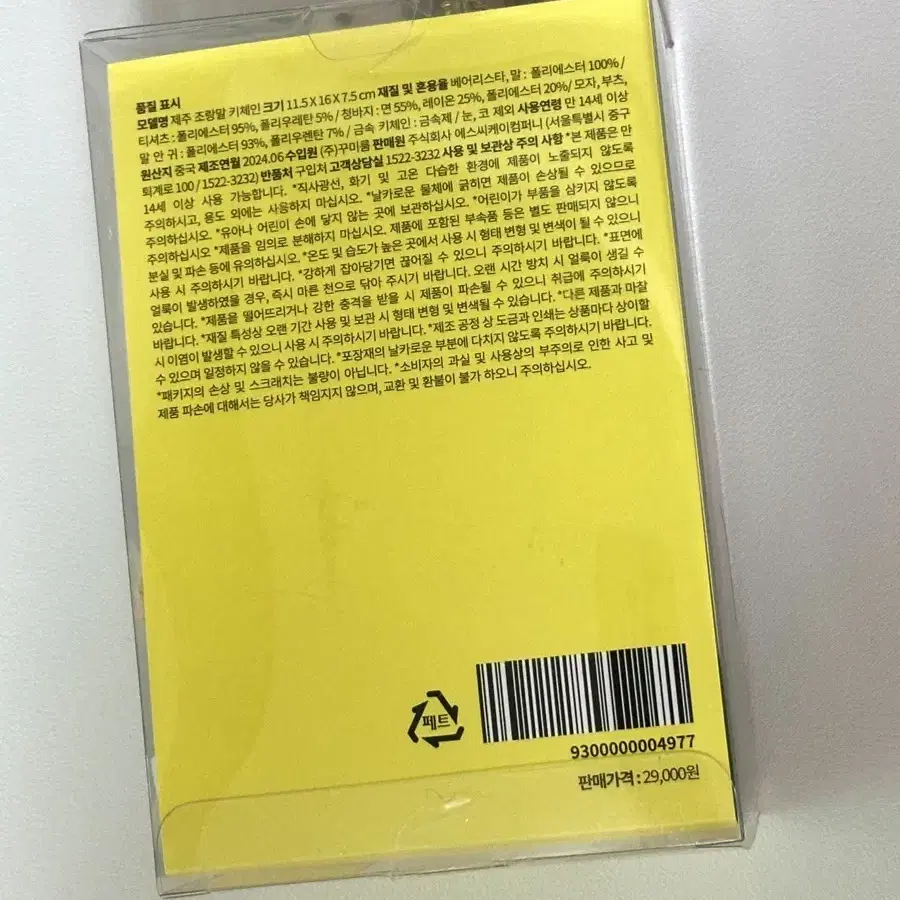 품질 표시
모델명 제주 조랑말 키체인 크기 11.5 X 16 X 7.5 cm 재질 및 혼용율 베어리스타, 말 : 폴리에스터 100% /
티셔츠 : 폴리에스터 95%, 폴리우레탄 5% / 청바지 : 면 55%, 레이온 25%, 폴리에스터 20%/ 모자, 부츠,
말 안 귀 : 폴리에스터 93%, 폴리우렌탄 7% / 금속 키체인 : 금속제 / 눈, 코 제외 사용연령 만 14세 이상
원산지 중국 제조연월 2024.06 수입원 (주)꾸미룸 판매원 주식회사 에스씨케이컴퍼니 (서울특별시 중구
퇴계로 100 / 1522-3232) 반품처 구입처 고객상담실 1522-3232 사용 및 보관상 주의 사항 *본 제품은 만
14세 이상 사용 가능합니다. *직사광선, 화기 및 고온 다습한 환경에 제품이 노출되지 않도록
주의하시고, 용도 외에는 사용하지 마십시오. *날카로운 물체에 긁히면 제품이 손상될 수 있으므로
주의하십시오. *유아나 어린이 손에 닿지 않는 곳에 보관하십시오. *어린이가 부품을 삼키지 않도록
주의하십시오 *제품을 임의로 분해하지 마십시오. 제품에 포함된 부속품 등은 별도 판매되지 않으니
분실 및 파손 등에 유의하십시오. *온도 및 습도가 높은 곳에서 사용 시 형태 변형 및 변색이 될 수 있으니
사용 시 주의하시기 바랍니다. *강하게 잡아당기면 끊어질 수 있으니 주의하시기 바랍니다. *표면에
얼룩이 발생하였을 경우, 즉시 마른 천으로 닦아 주시기 바랍니다. 오랜 시간 방치 시 얼룩이 생길 수
있습니다. *제품을 떨어뜨리거나 강한 충격을 받을 시 제품이 파손될 수 있으니 취급에 주의하시기
바랍니다. *재질 특성상 오랜 기간 사용 및 보관 시 형태 변형 및 변색될 수 있습니다. *다른 제품과 마찰
시 이염이 발생할 수 있으니 사용 시 주의하시기 바랍니다. *제조 공정 상 도금과 인쇄는 상품마다 상이할
수 있으며 일정하지 않을 수 있습니다. *포장재의 날카로운 부분에 다치지 않도록 주의하시기 바랍니다.
*패키지의 손상 및 스크래치는 불량이 아닙니다. *소비자의 과실 및 사용상의 부주의로 인한 사고 및
제품 파손에 대해서는 당사가 책임지지 않으며, 교환 및 환불이 불가 하오니 주의하십시오.
페트
9300000004977
판매가격 : 29,000원